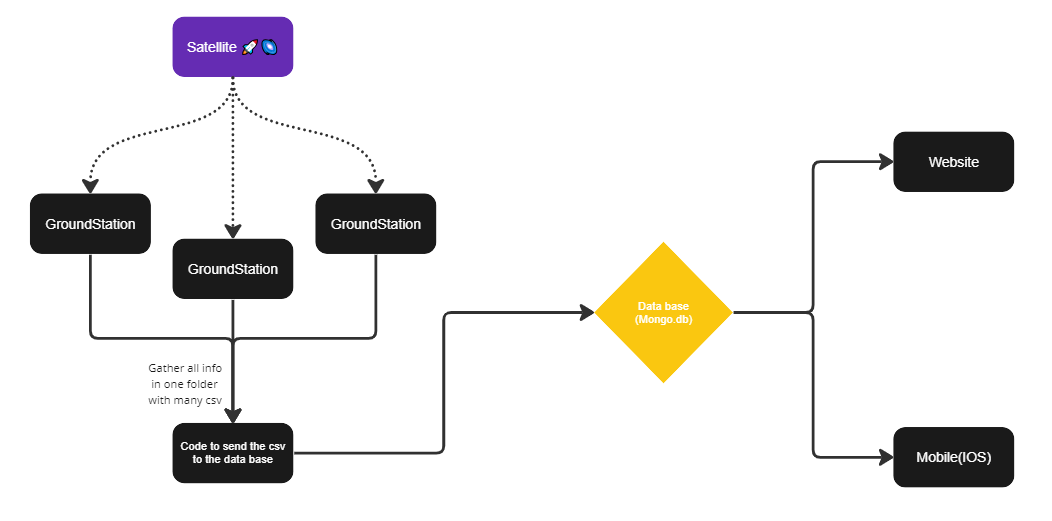 Satellite 🚀🌌
Website
GroundStation
GroundStation
GroundStation
Data base
(Mongo.db)
Gather all info
in one folder
with many csv
Code to send the csv
to the data base
Mobile(IOS)